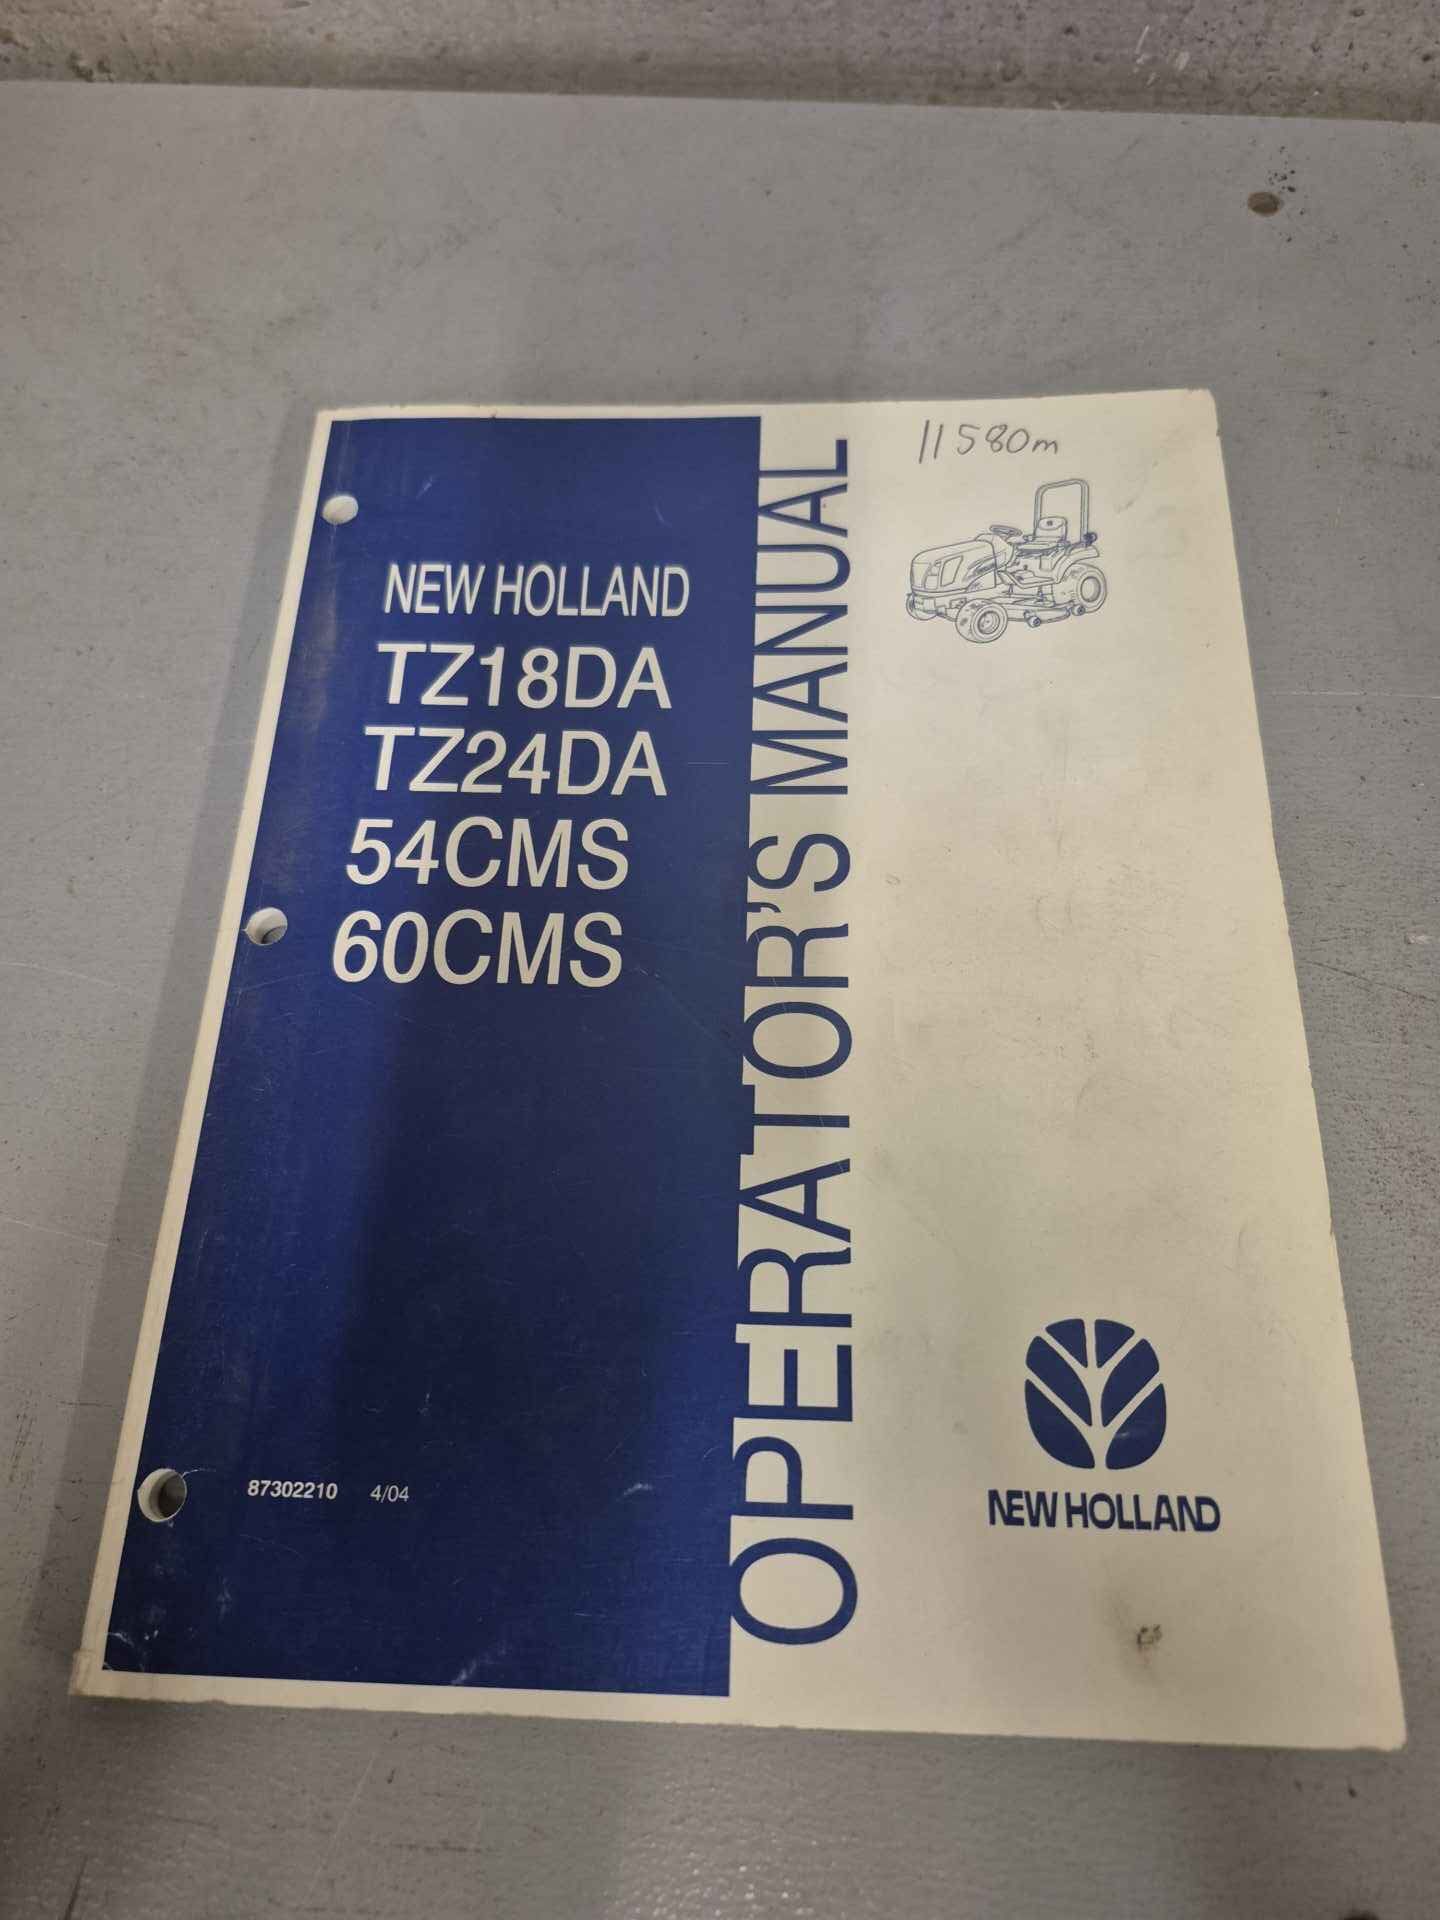 11580m
NEW HOLLAND
TZ18DA
TZ24DA
54CMS
60CMS
OPERATOR'S MANUAL
87302210 4/04
NEW HOLLAND